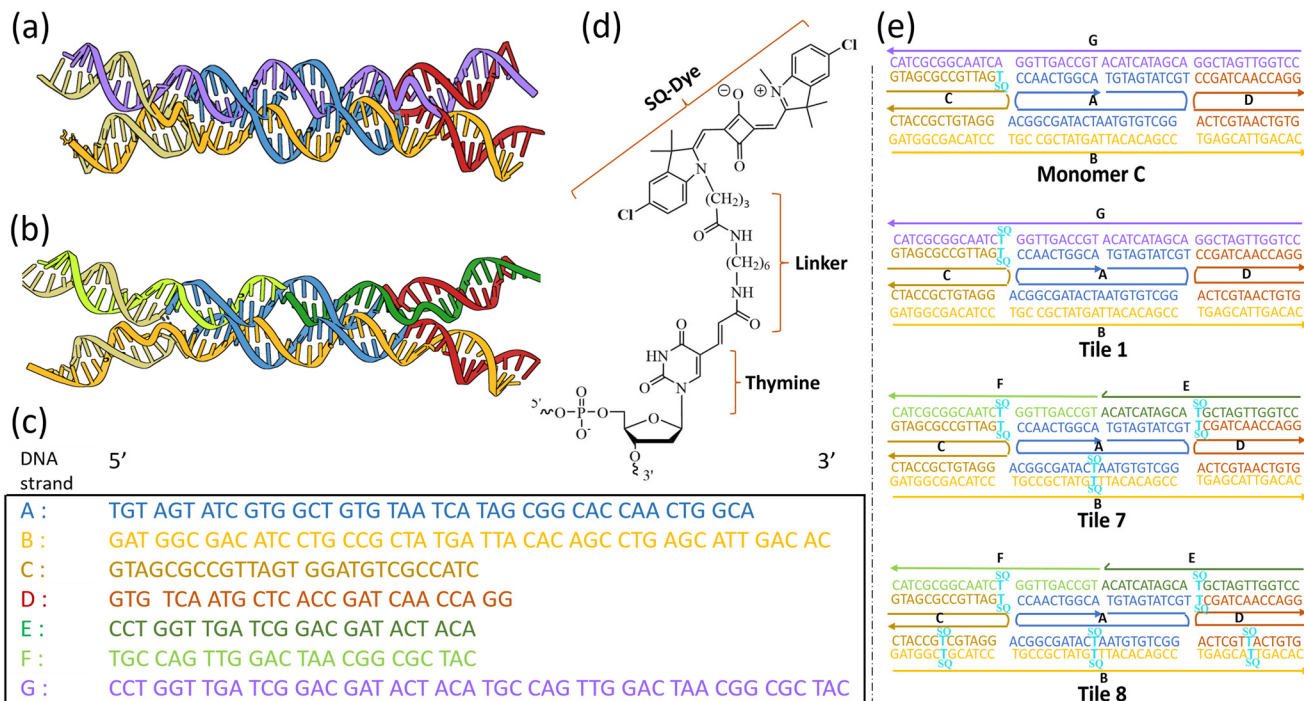 (a)
(b)
(c)
DNA strand 5' 3'
A : TGT AGT ATC GTG GCT GTG TAA TCA TAG CGG CAC CAA CTG GCA
B : GAT GGC GAC ATC CTG CCG CTA TGA TTA CAC AGC CTG AGC ATT GAC AC
C : GTAGCGCCGTTAGT GGATGTCGCCATC
D : GTG TCA ATG CTC ACC GAT CAA CCA GG
E : CCT GGT TGA TCG GAC GAT ACT ACA
F : TGC CAG TTG GAC TAA CGG CGC TAC
G : CCT GGT TGA TCG GAC GAT ACT ACA TGC CAG TTG GAC TAA CGG CGC TAC
(d)
SQ-Dye
Cl
O⁻
N
+
N
O
Cl
(CH₂)₃
O
NH
(CH₂)₆
Linker
NH
O
O
HN
Thymine
O
N
5'
O
O-P-O
O⁻
O
O
3'
(e)
G
CATCGCGGCAATCA GGTTGACCGT ACATCATAGCA GGCTAGTTGGTCC
GTAGCGCCGTTAGT CCAACTGGCA TGTAGTATCGT CCGATCAACCAGG
SQ
C A D
CTACCGCTGTAGG ACGGCGATACTAATGTGTCGG ACTCGTAACTGTG
GATGGCGACATCC TGC CGCTATGATTACACAGCC TGAGCATTGACAC
B
Monomer C
G
SQ
CATCGCGGCAATCT GGTTGACCGT ACATCATAGCA GGCTAGTTGGTCC
GTAGCGCCGTTAGT CCAACTGGCA TGTAGTATCGT CCGATCAACCAGG
SQ
C A D
CTACCGCTGTAGG ACGGCGATACTAATGTGTCGG ACTCGTAACTGTG
GATGGCGACATCC TGC CGCTATGATTACACAGCC TGAGCATTGACAC
B
Tile 1
F E
SQ SQ
CATCGCGGCAATCT GGTTGACCGT ACATCATAGCA TGCTAGTTGGTCC
GTAGCGCCGTTAGT CCAACTGGCA TGTAGTATCGT TCGATCAACCAGG
SQ SQ
C A D
SQ
CTACCGCTGTAGG ACGGCGATACTAATGTGTCGG ACTCGTAACTGTG
GATGGCGACATCC TGCCGCTATGTTACACAGCC TGAGCATTGACAC
SQ
B
Tile 7
F E
SQ SQ
CATCGCGGCAATCT GGTTGACCGT ACATCATAGCA TGCTAGTTGGTCC
GTAGCGCCGTTAGT CCAACTGGCA TGTAGTATCGT TCGATCAACCAGG
SQ SQ
C A D
SQ SQ SQ
CTACCGTCGTAGG ACGGCGATACTAATGTGTCGG ACTCGTTACTGTG
GATGGCTGCATCC TGCCGCTATGTTACACAGCC TGAGCATTGACAC
SQ SQ SQ
B
Tile 8